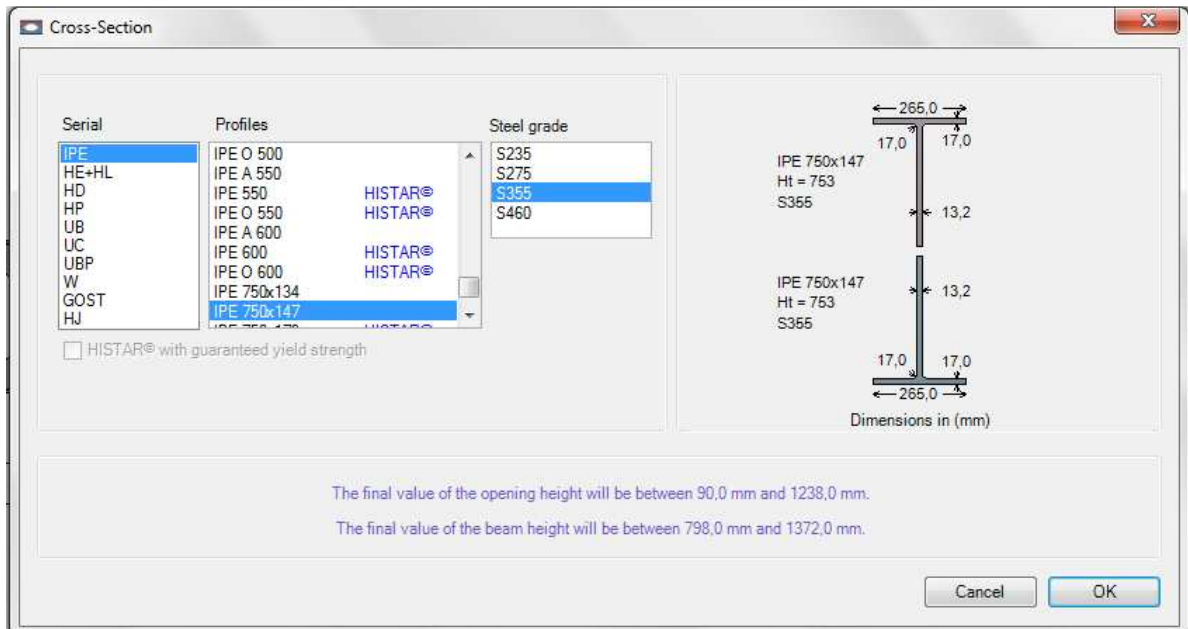 Cross-Section
Serial
IPE
HE+HL
HD
HP
UB
UC
UBP
W
GOST
HJ
Profiles
IPE O 500
IPE A 550
IPE 550 HISTAR©
IPE O 550 HISTAR©
IPE A 600
IPE 600 HISTAR©
IPE O 600 HISTAR©
IPE 750x134
IPE 750x147
Steel grade
S235
S275
S355
S460
HISTAR® with guaranteed yield strength
265,0
17,0 17,0
IPE 750x147
Ht = 753
S355
13,2
IPE 750x147
Ht = 753
S355
13,2
17,0 17,0
265,0
Dimensions in (mm)
The final value of the opening height will be between 90,0 mm and 1238,0 mm.
The final value of the beam height will be between 798,0 mm and 1372,0 mm.
Cancel
OK